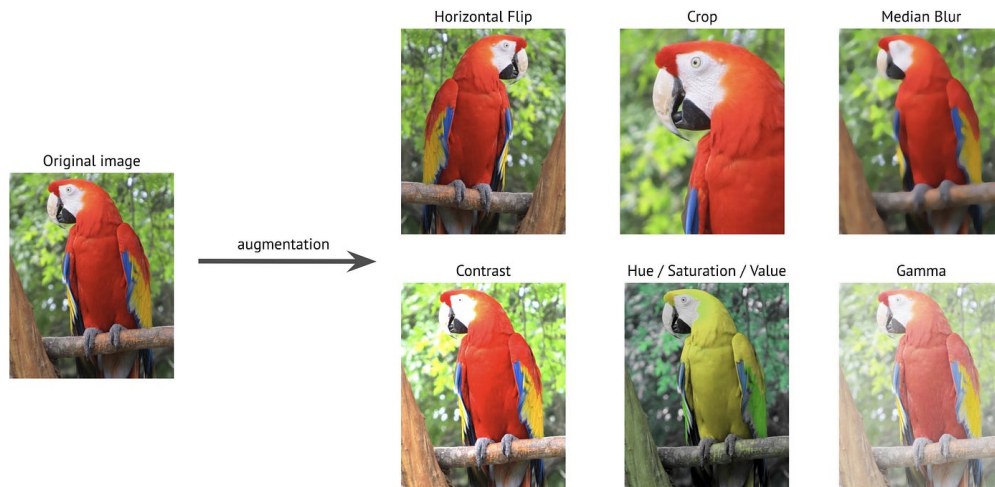 Horizontal Flip
Crop
Median Blur
Original image
augmentation
Contrast
Hue / Saturation / Value
Gamma